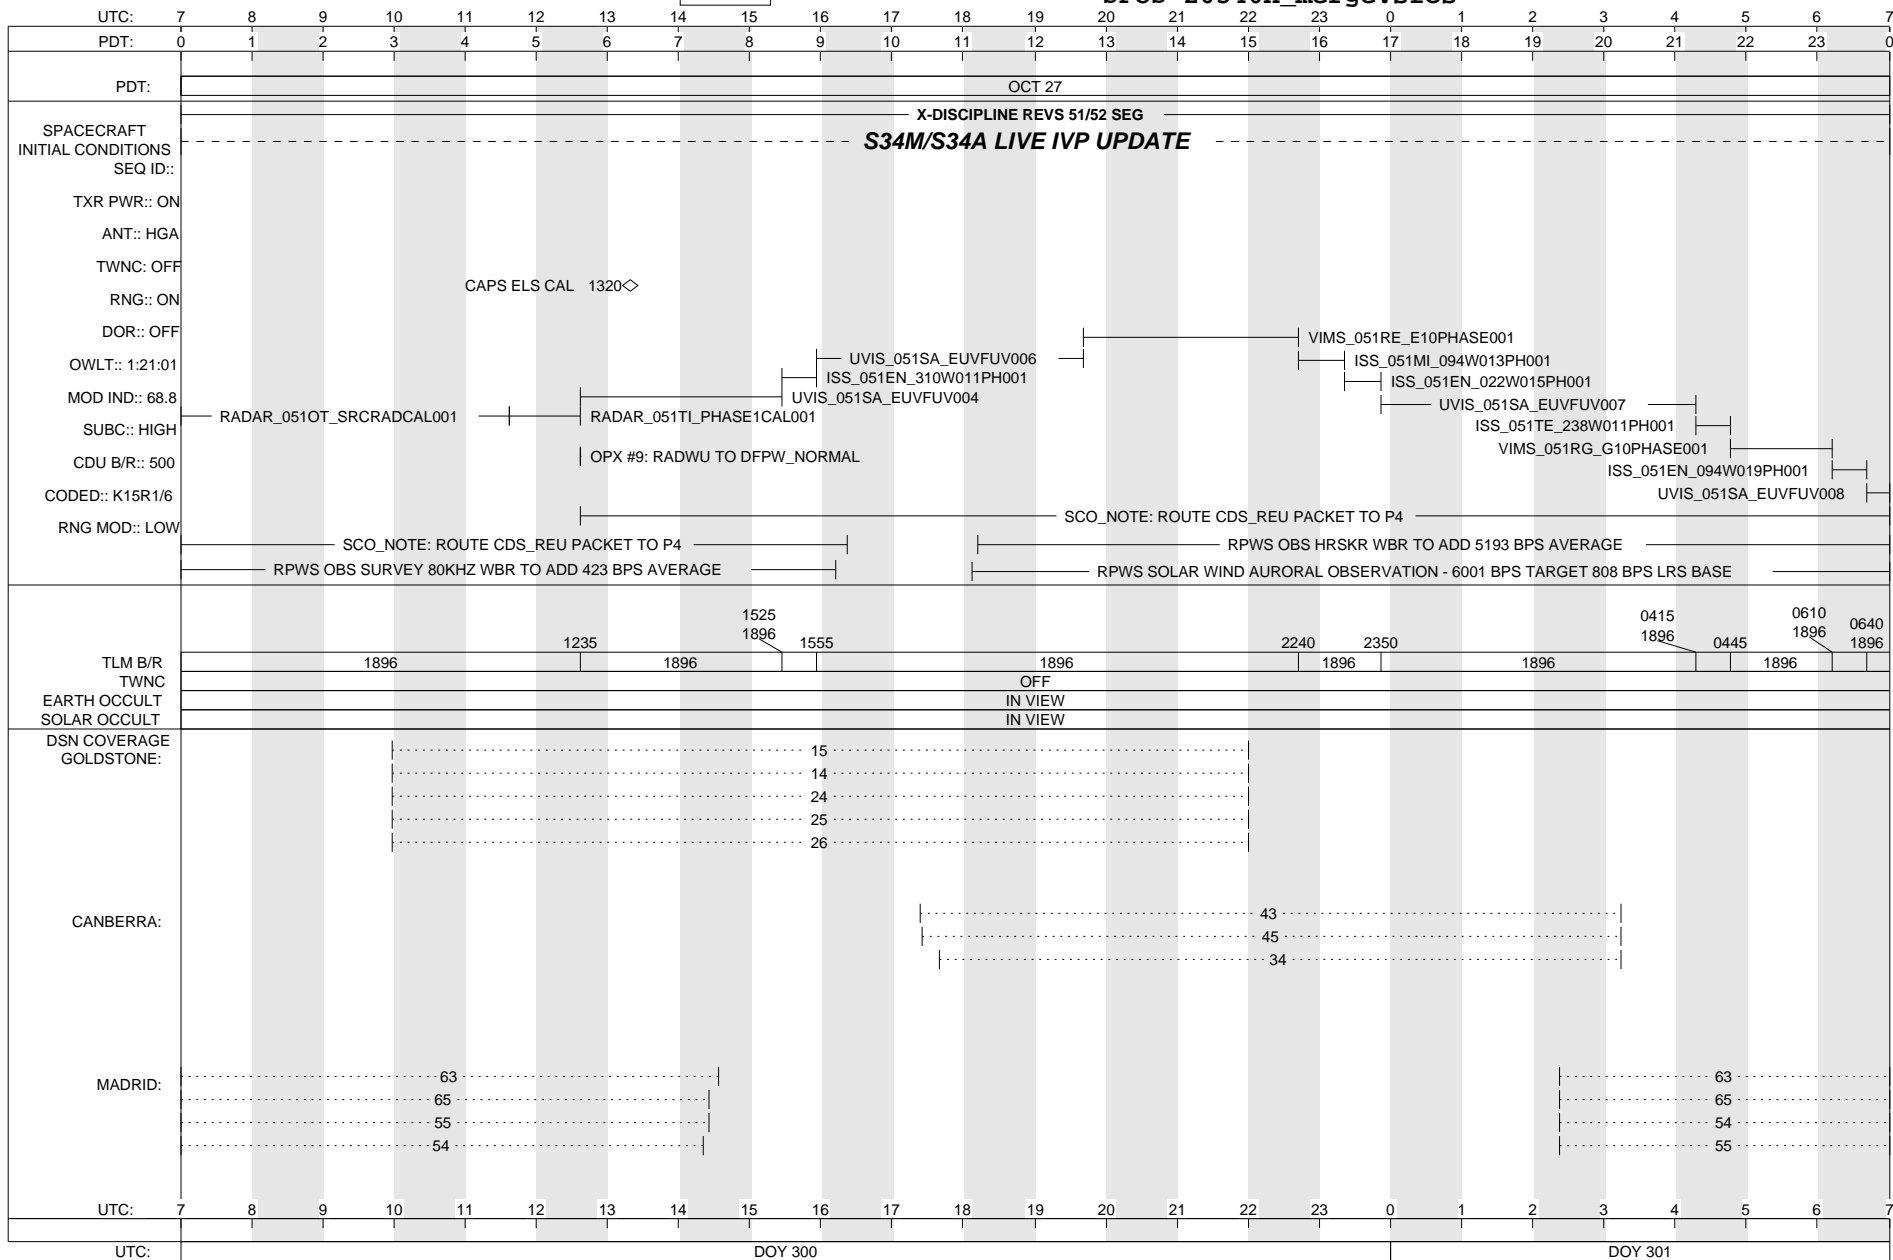 UTC: 7 8 9 10 11 12 13 14 15 16 17 18 19 20 21 22 23 0 1 2 3 4 5 6 7
PDT: 0 1 2 3 4 5 6 7 8 9 10 11 12 13 14 15 16 17 18 19 20 21 22 23 0
PDT: OCT 27
X-DISCIPLINE REVS 51/52 SEG
SPACECRAFT
INITIAL CONDITIONS
S34M/S34A LIVE IVP UPDATE
SEQ ID::
TXR PWR:: ON
ANT:: HGA
TWNC: OFF
CAPS ELS CAL 1320
RNG:: ON
DOR:: OFF
VIMS_051RE_E10PHASE001
UVIS_051SA_EUVFUV006
ISS_051MI_094W013PH001
OWLT:: 1:21:01
ISS_051EN_310W011PH001
ISS_051EN_022W015PH001
MOD IND:: 68.8
UVIS_051SA_EUVFUV004
UVIS_051SA_EUVFUV007
RADAR_051OT_SRCRADCAL001
RADAR_051TI_PHASE1CAL001
ISS_051TE_238W011PH001
SUBC:: HIGH
VIMS_051RG_G10PHASE001
OPX #9: RADWU TO DFPW_NORMAL
CDU B/R:: 500
ISS_051EN_094W019PH001
CODED:: K15R1/6
UVIS_051SA_EUVFUV008
SCO_NOTE: ROUTE CDS_REU PACKET TO P4
RNG MOD:: LOW
SCO_NOTE: ROUTE CDS_REU PACKET TO P4
RPWS OBS HRSKR WBR TO ADD 5193 BPS AVERAGE
RPWS OBS SURVEY 80KHZ WBR TO ADD 423 BPS AVERAGE
RPWS SOLAR WIND AURORAL OBSERVATION - 6001 BPS TARGET 808 BPS LRS BASE
1525 0415 0610 0640
1896 1896 1896 1896
1235 1555 2240 2350 0445
TLM B/R 1896 1896 1896 1896 1896 1896
TWNC OFF
EARTH OCCULT IN VIEW
SOLAR OCCULT IN VIEW
DSN COVERAGE
GOLDSTONE:
15
14
24
25
26
CANBERRA:
43
45
34
MADRID:
63 63
65 65
55 54
54 55
UTC: 7 8 9 10 11 12 13 14 15 16 17 18 19 20 21 22 23 0 1 2 3 4 5 6 7
UTC: DOY 300 DOY 301